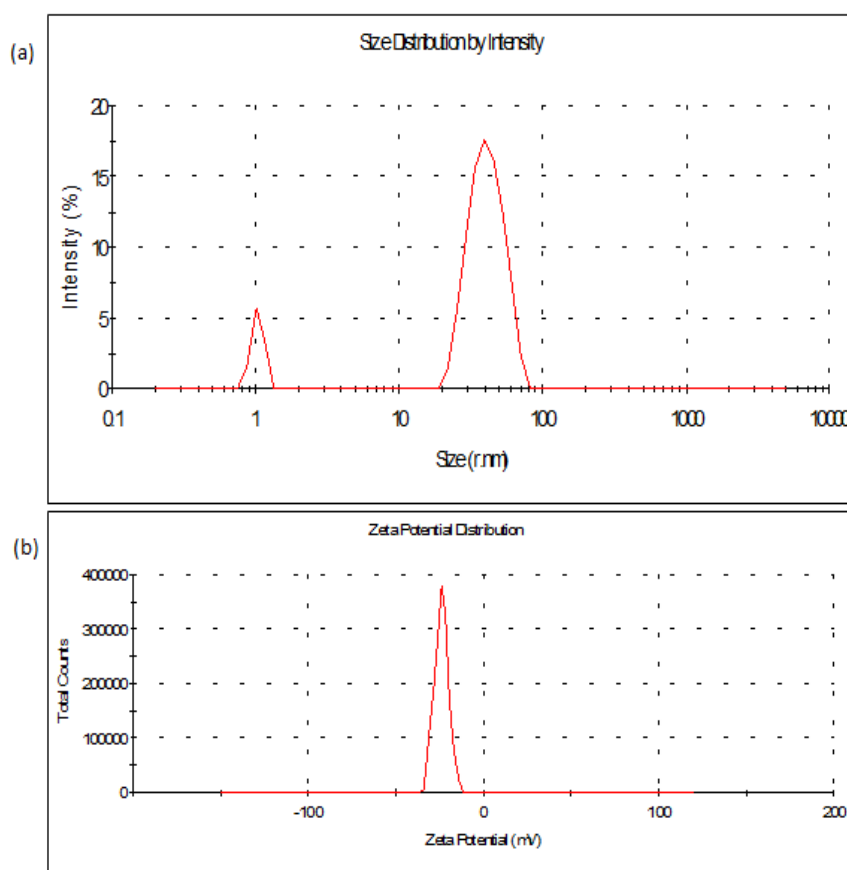 (a)
Size Distribution by Intensity
20
15
10
5
0
Intensity (%)
0.1 1 10 100 1000 10000
Size (r.nm)
(b)
Zeta Potential Distribution
400000
300000
200000
100000
0
Total Counts
-100 0 100 200
Zeta Potential (mV)